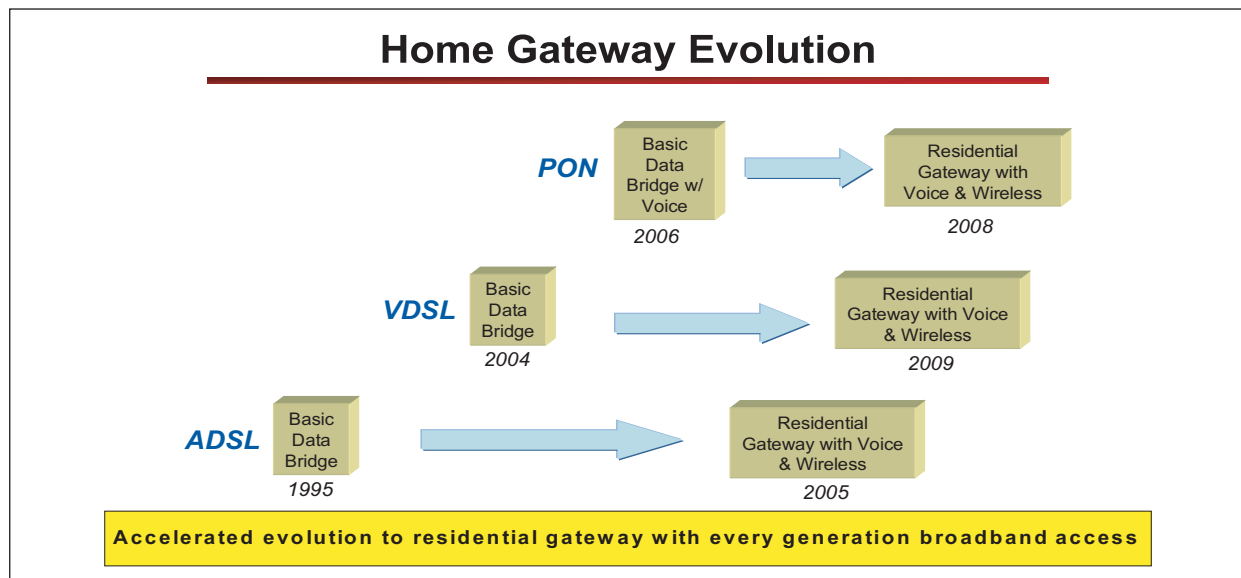 Home Gateway Evolution
PON
Basic
Data
Bridge w/
Voice
2006
Residential
Gateway with
Voice & Wireless
2008
VDSL
Basic
Data
Bridge
2004
Residential
Gateway with Voice
& Wireless
2009
ADSL
Basic
Data
Bridge
1995
Residential
Gateway with Voice
& Wireless
2005
Accelerated evolution to residential gateway with every generation broadband access